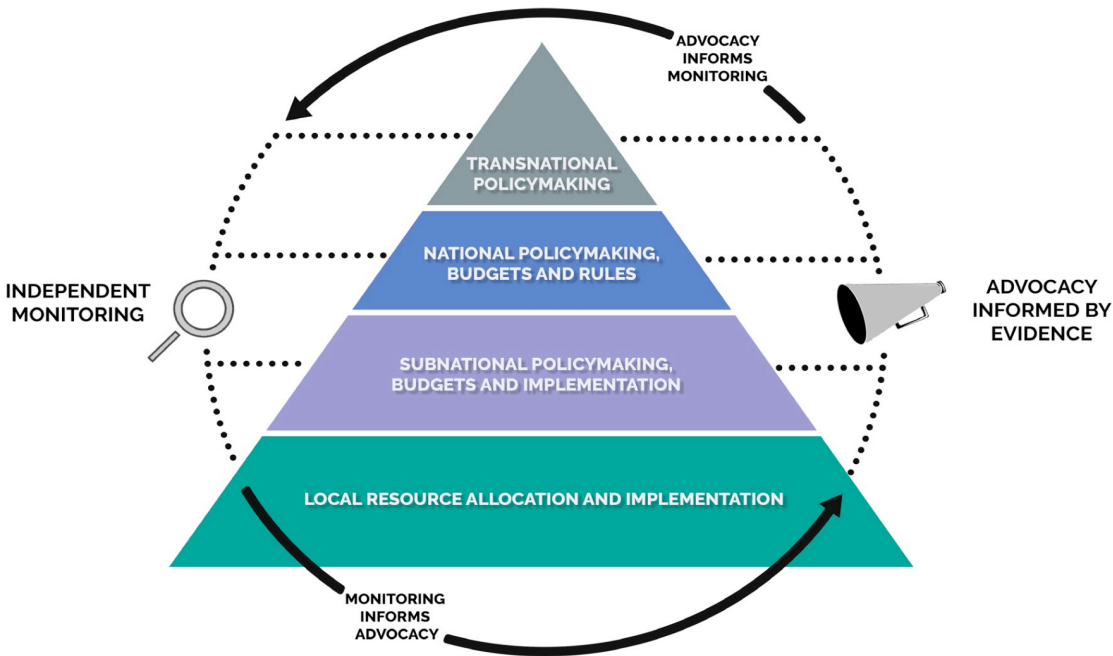 ADVOCACY
INFORMS
MONITORING
TRANSNATIONAL
POLICYMAKING
NATIONAL POLICYMAKING,
BUDGETS AND RULES
INDEPENDENT
MONITORING
ADVOCACY
INFORMED BY
EVIDENCE
SUBNATIONAL POLICYMAKING,
BUDGETS AND IMPLEMENTATION
LOCAL RESOURCE ALLOCATION AND IMPLEMENTATION
MONITORING
INFORMS
ADVOCACY